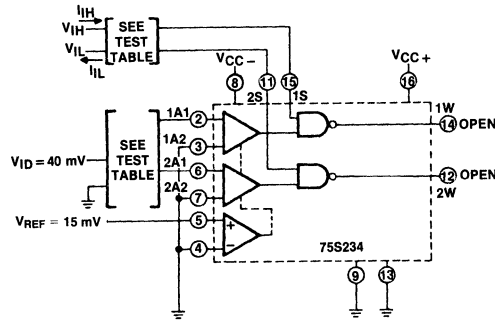 IIH
VIH
VIL
IIL
SEE
TEST
TABLE
VCC−
8
11
15
VCC+
16
2S
1S
1W
14 OPEN
12 OPEN
2W
VID = 40 mV
SEE
TEST
TABLE
1A1
2
1A2
3
2A1
6
2A2
7
VREF = 15 mV
5
+
4
−
75S234
9
13